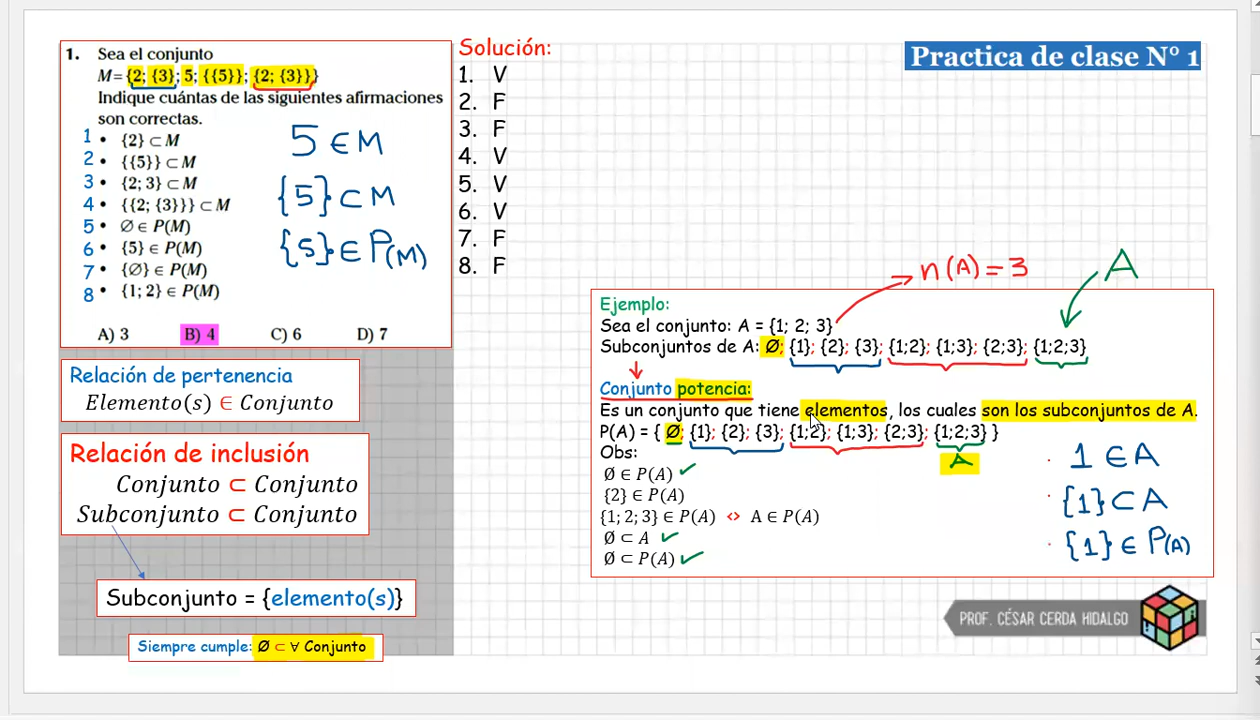 Practica de clase N° 1
1. Sea el conjunto
M={2; {3}; 5; {{5}}; {2; {3}}}
Indique cuántas de las siguientes afirmaciones
son correctas.
1 • {2} ⊂ M
2 • {{5}} ⊂ M
3 • {2; 3} ⊂ M
4 • {{2; {3}}} ⊂ M
5 • ∅ ∈ P(M)
6 • {5} ∈ P(M)
7 • {∅} ∈ P(M)
8 • {1; 2} ∈ P(M)
A) 3 B) 4 C) 6 D) 7
5 ∈ M
{5} ⊂ M
{5} ∈ P(M)
Solución:
1. V
2. F
3. F
4. V
5. V
6. V
7. F
8. F
Relación de pertenencia
Elemento(s) ∈ Conjunto
Relación de inclusión
Conjunto ⊂ Conjunto
Subconjunto ⊂ Conjunto
Subconjunto = {elemento(s)}
Siempre cumple: Ø ⊂ ∀ Conjunto
n(A) = 3
A
Ejemplo:
Sea el conjunto: A = {1; 2; 3}
Subconjuntos de A: Ø; {1}; {2}; {3}; {1;2}; {1;3}; {2;3}; {1;2;3}
Conjunto potencia:
Es un conjunto que tiene elementos, los cuales son los subconjuntos de A.
P(A) = { Ø; {1}; {2}; {3}; {1;2}; {1;3}; {2;3}; {1;2;3} }
A
Obs:
∅ ∈ P(A) ✓
{2} ∈ P(A)
{1; 2; 3} ∈ P(A) <> A ∈ P(A)
∅ ⊂ A ✓
∅ ⊂ P(A) ✓
· 1 ∈ A
· {1} ⊂ A
· {1} ∈ P(A)
PROF. CÉSAR CERDA HIDALGO